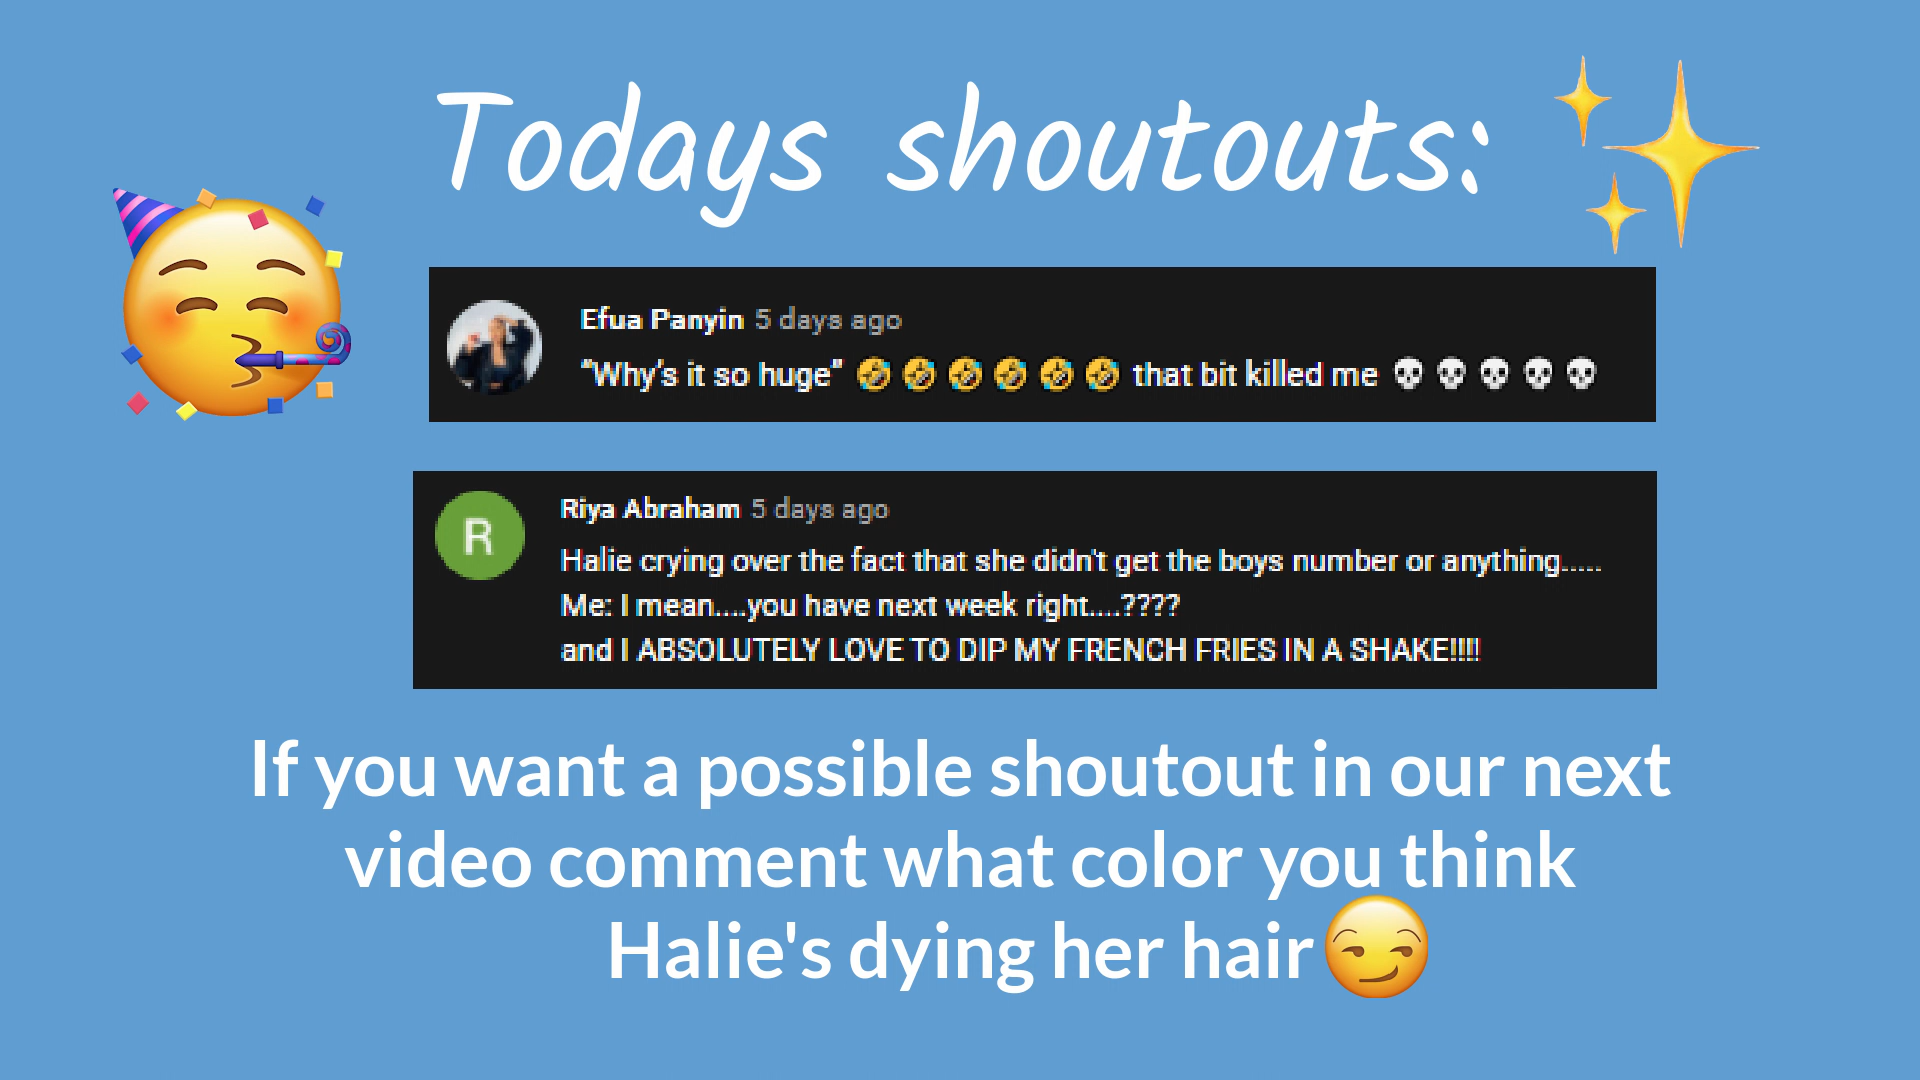 Todays shoutouts:
Efua Panyin 5 days ago
"Why's it so huge" 🤣🤣🤣🤣🤣🤣 that bit killed me 💀💀💀💀💀
R
Riya Abraham 5 days ago
Halie crying over the fact that she didn't get the boys number or anything.....
Me: I mean....you have next week right....????
and I ABSOLUTELY LOVE TO DIP MY FRENCH FRIES IN A SHAKE!!!!
If you want a possible shoutout in our next
video comment what color you think
Halie's dying her hair😏